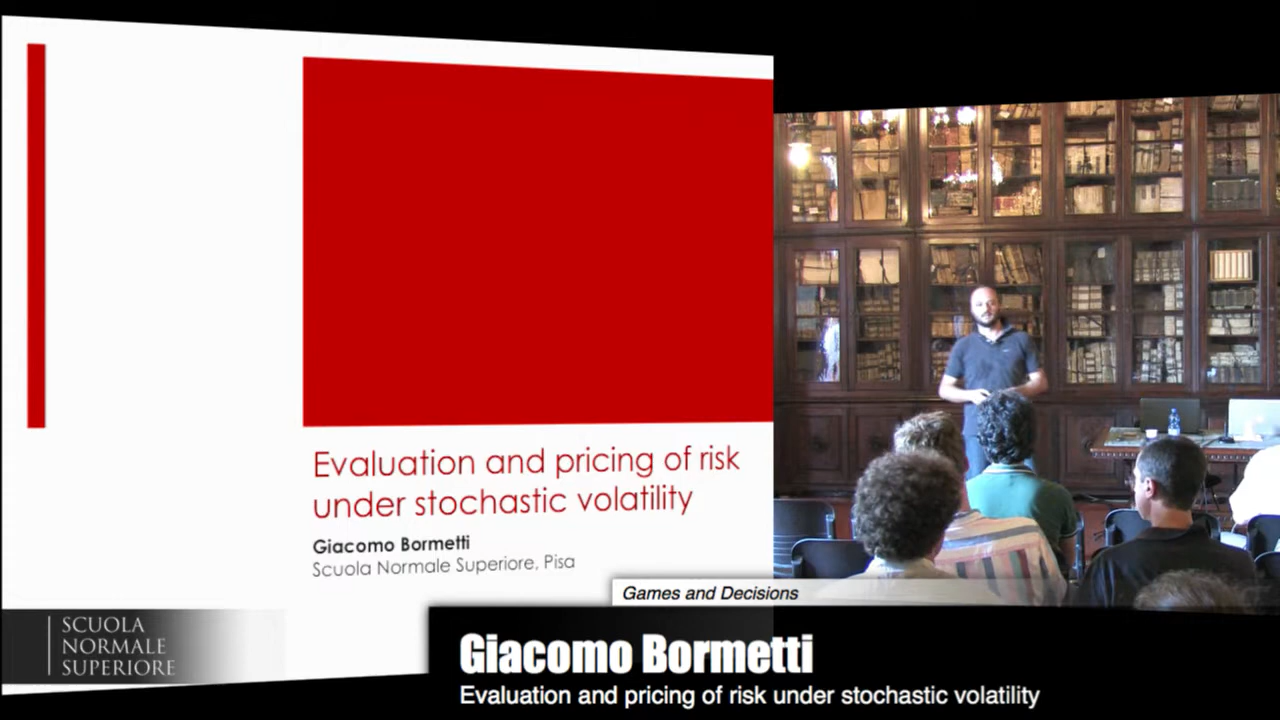 Evaluation and pricing of risk
under stochastic volatility
Giacomo Bormetti
Scuola Normale Superiore, Pisa
Games and Decisions
SCUOLA
NORMALE
SUPERIORE
Giacomo Bormetti
Evaluation and pricing of risk under stochastic volatility